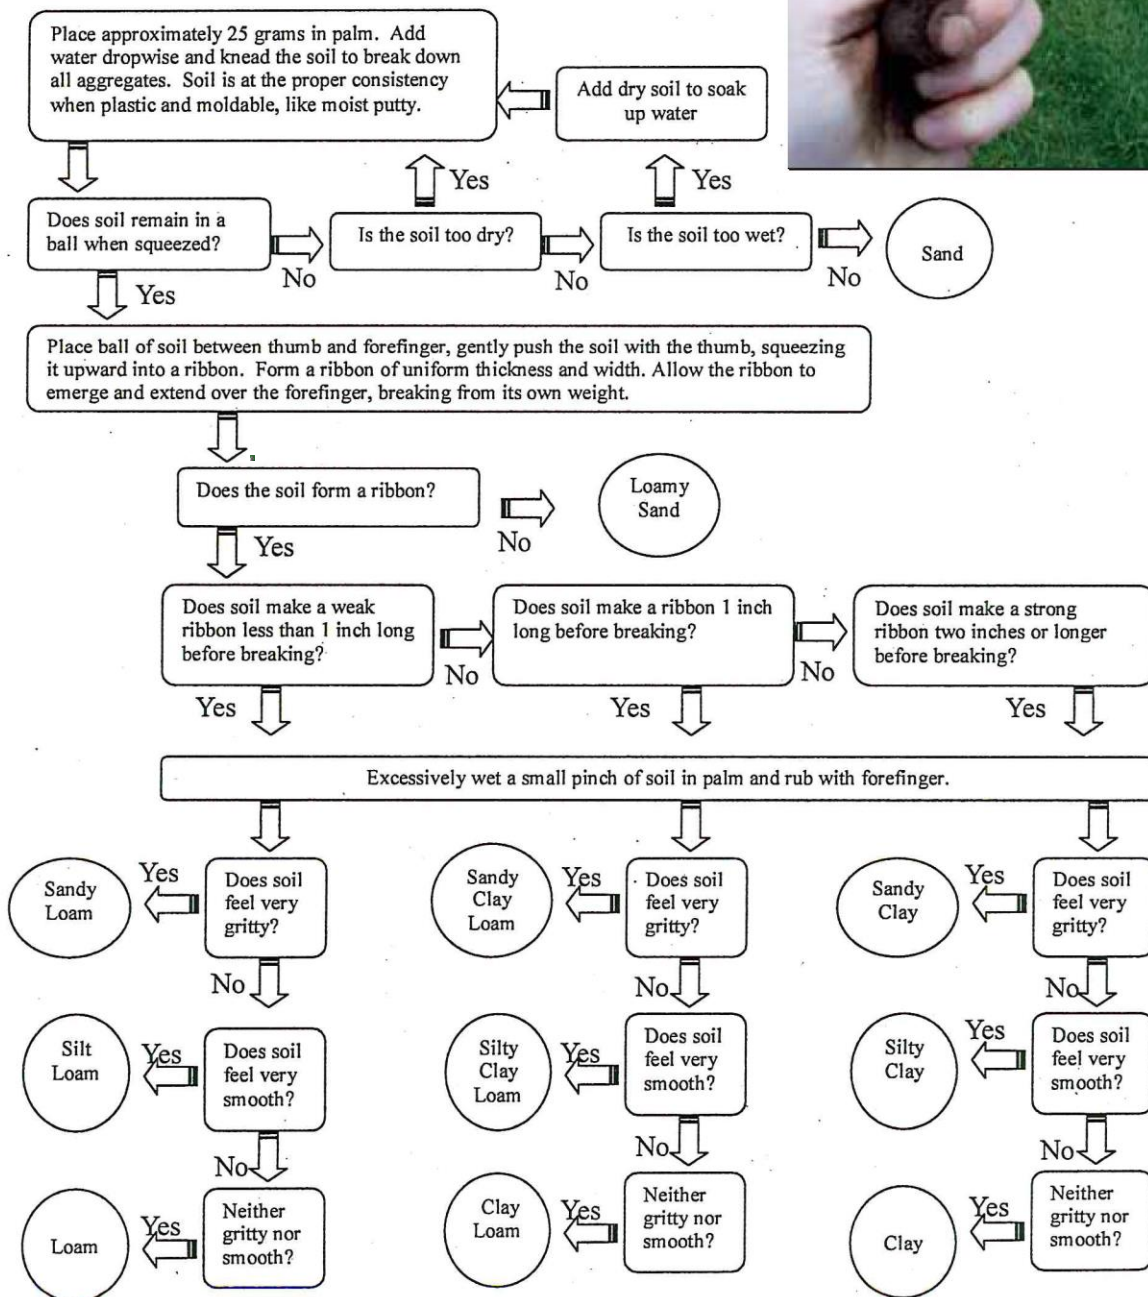 Place approximately 25 grams in palm. Add
water dropwise and knead the soil to break down
all aggregates. Soil is at the proper consistency
when plastic and moldable, like moist putty.
Add dry soil to soak
up water
Yes
Yes
Does soil remain in a
ball when squeezed?
No
Is the soil too dry?
No
Is the soil too wet?
No
Sand
Yes
Place ball of soil between thumb and forefinger, gently push the soil with the thumb, squeezing
it upward into a ribbon. Form a ribbon of uniform thickness and width. Allow the ribbon to
emerge and extend over the forefinger, breaking from its own weight.
Does the soil form a ribbon?
No
Loamy
Sand
Yes
Does soil make a weak
ribbon less than 1 inch long
before breaking?
No
Does soil make a ribbon 1 inch
long before breaking?
No
Does soil make a strong
ribbon two inches or longer
before breaking?
Yes
Yes
Yes
Excessively wet a small pinch of soil in palm and rub with forefinger.
Sandy
Loam
Yes
Does soil
feel very
gritty?
Sandy
Clay
Loam
Yes
Does soil
feel very
gritty?
Sandy
Clay
Yes
Does soil
feel very
gritty?
No
No
No
Silt
Loam
Yes
Does soil
feel very
smooth?
Silty
Clay
Loam
Yes
Does soil
feel very
smooth?
Silty
Clay
Yes
Does soil
feel very
smooth?
No
No
No
Loam
Yes
Neither
gritty nor
smooth?
Clay
Loam
Yes
Neither
gritty nor
smooth?
Clay
Yes
Neither
gritty nor
smooth?